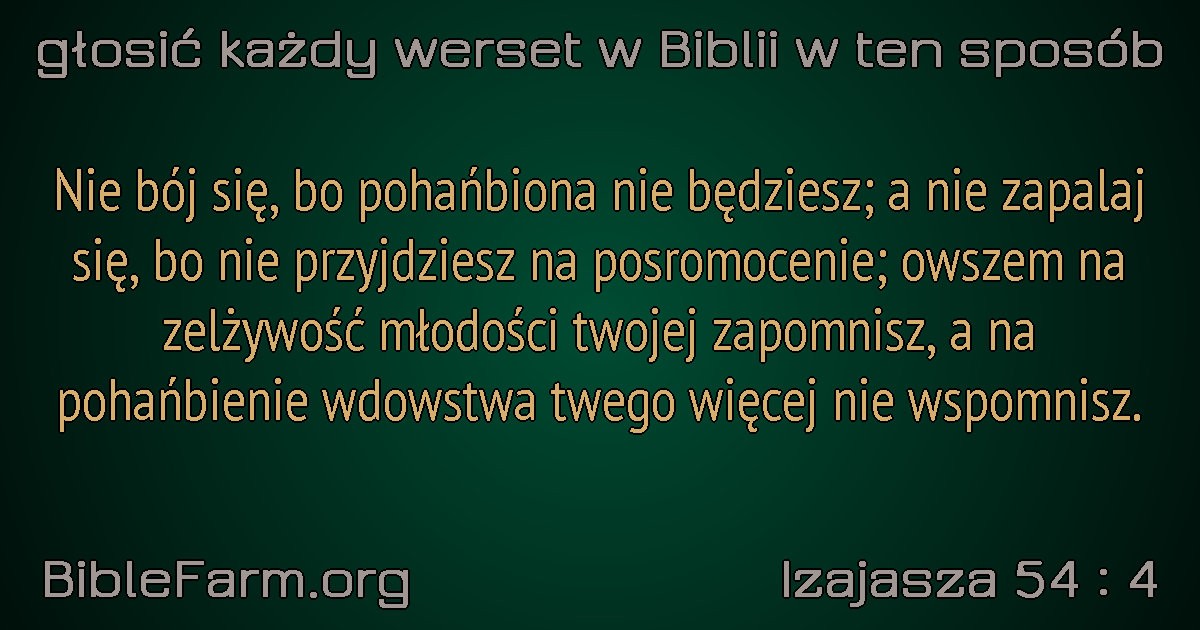 głosić każdy werset w Biblii w ten sposób
Nie bój się, bo pohańbiona nie będziesz; a nie zapalaj
się, bo nie przyjdziesz na posromocenie; owszem na
zelżywość młodości twojej zapomnisz, a na
pohańbienie wdowstwa twego więcej nie wspomnisz.
BibleFarm.org
Izajasza 54 : 4